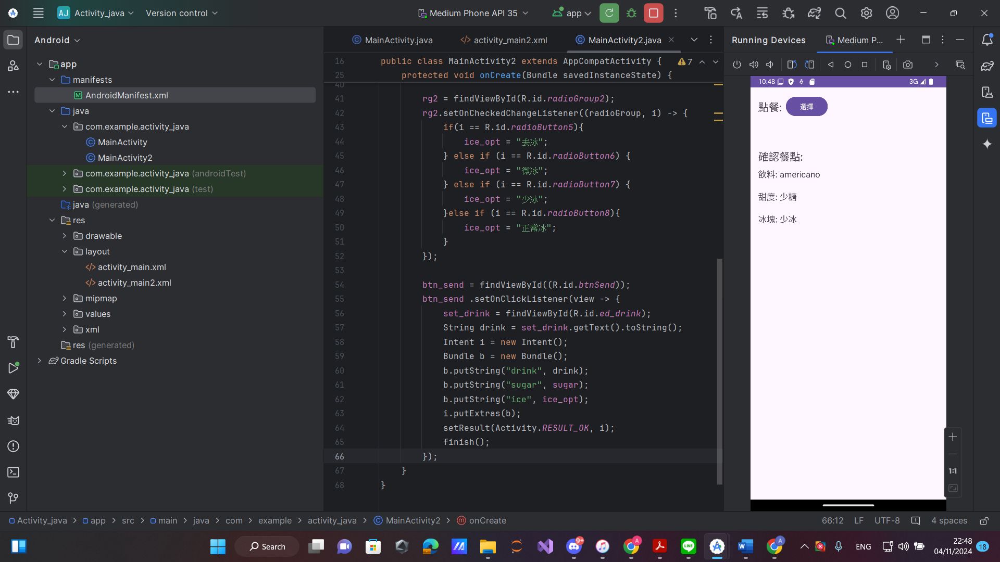 AJ Activity_java Version control Medium Phone API 35 app
Android
app
manifests
AndroidManifest.xml
java
com.example.activity_java
MainActivity
MainActivity2
com.example.activity_java (androidTest)
com.example.activity_java (test)
java (generated)
res
drawable
layout
activity_main.xml
activity_main2.xml
mipmap
values
xml
res (generated)
Gradle Scripts
MainActivity.java activity_main2.xml MainActivity2.java
16 public class MainActivity2 extends AppCompatActivity { 7
25 protected void onCreate(Bundle savedInstanceState) {
40
41 rg2 = findViewById(R.id.radioGroup2);
42 rg2.setOnCheckedChangeListener((radioGroup, i) -> {
43 if(i == R.id.radioButton5){
44 ice_opt = "去冰";
45 } else if (i == R.id.radioButton6) {
46 ice_opt = "微冰";
47 } else if (i == R.id.radioButton7) {
48 ice_opt = "少冰";
49 }else if (i == R.id.radioButton8){
50 ice_opt = "正常冰";
51 }
52 });
53
54 btn_send = findViewById((R.id.btnSend));
55 btn_send .setOnClickListener(view -> {
56 set_drink = findViewById(R.id.ed_drink);
57 String drink = set_drink.getText().toString();
58 Intent i = new Intent();
59 Bundle b = new Bundle();
60 b.putString("drink", drink);
61 b.putString("sugar", sugar);
62 b.putString("ice", ice_opt);
63 i.putExtras(b);
64 setResult(Activity.RESULT_OK, i);
65 finish();
66 });
67 }
68 }
Running Devices Medium P...
10:48 3G
點餐: 選擇
確認餐點:
飲料: americano
甜度: 少糖
冰塊: 少冰
1:1
Activity_java > app > src > main > java > com > example > activity_java > MainActivity2 > onCreate 66:12 LF UTF-8 4 spaces
Search 9+ LINE ENG 22:48
04/11/2024 18